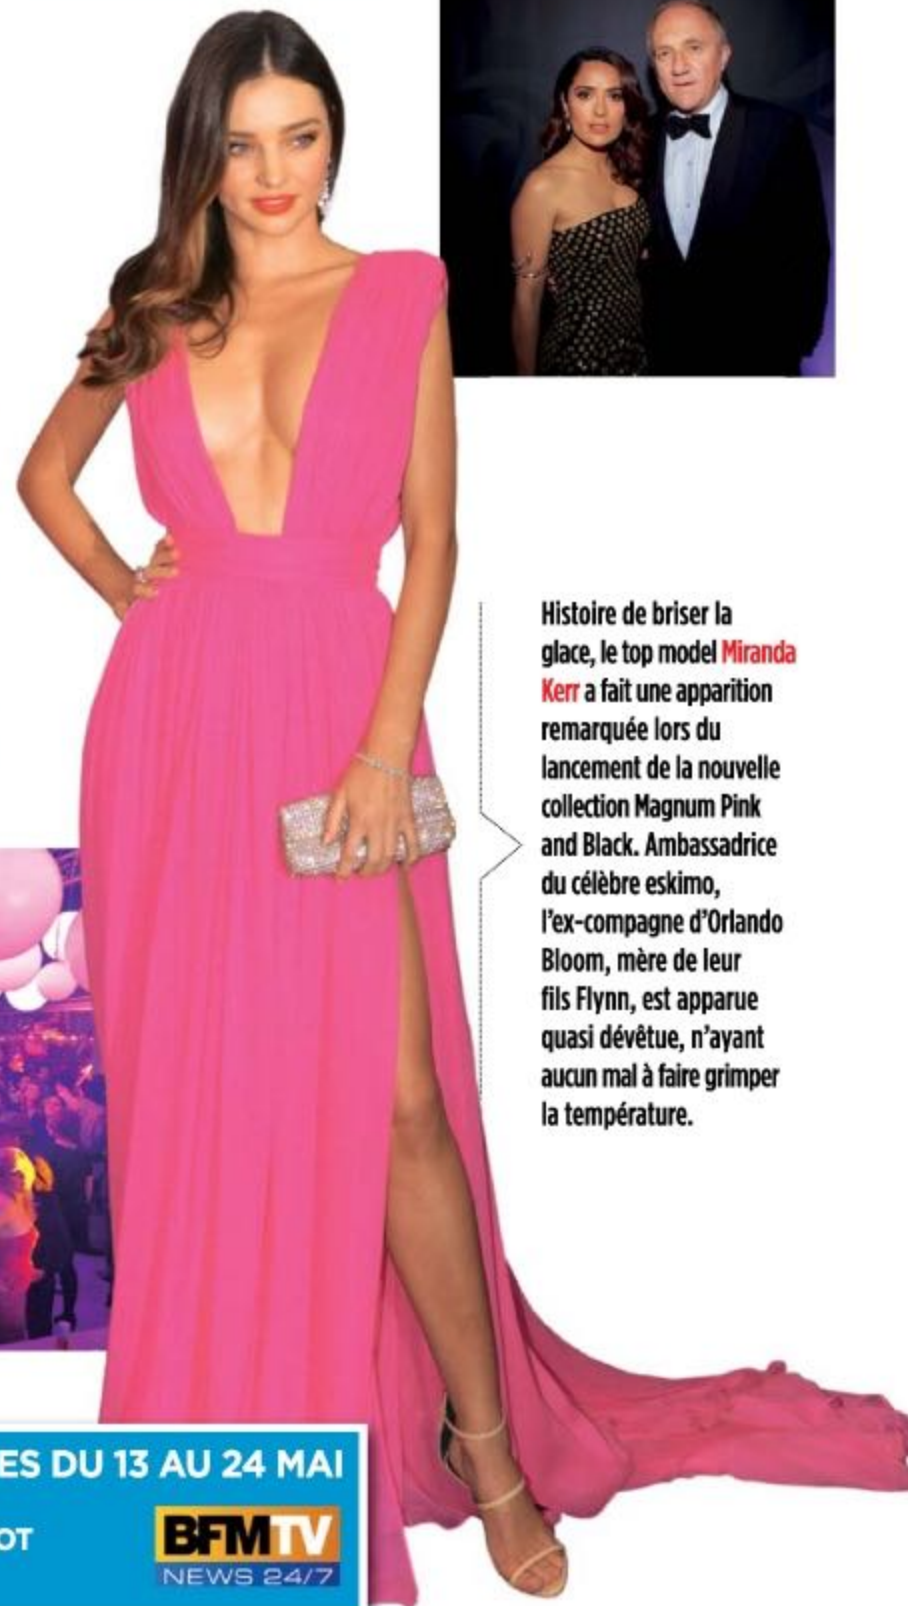 Histoire de briser la
glace, le top model Miranda
Kerr a fait une apparition
remarquée lors du
lancement de la nouvelle
collection Magnum Pink
and Black. Ambassadrice
du célèbre eskimo,
l'ex-compagne d'Orlando
Bloom, mère de leur
fils Flynn, est apparue
quasi dévêtue, n'ayant
aucun mal à faire grimper
la température.
ES DU 13 AU 24 MAI
OT
BFMTV
NEWS 24/7